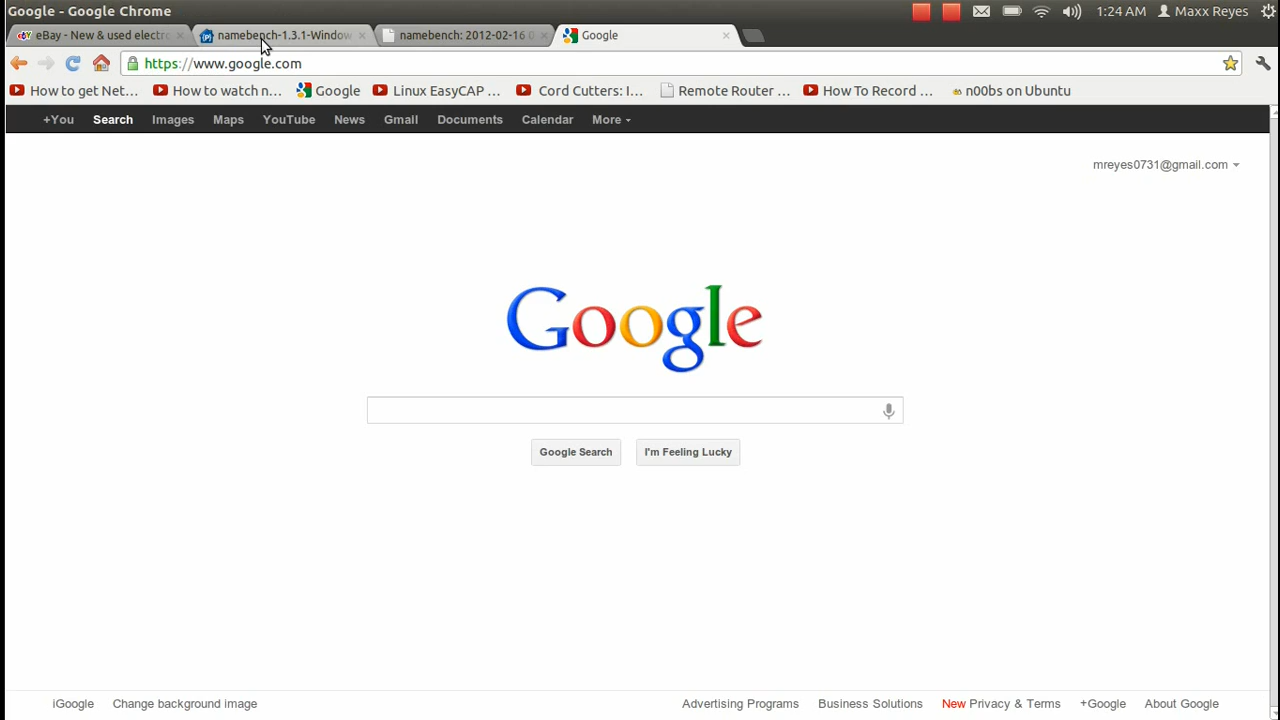 Google - Google Chrome
1:24 AM Maxx Reyes
eBay - New & used electro namebench-1.3.1-Window namebench: 2012-02-16 0 Google
https://www.google.com
How to get Net... How to watch n... Google Linux EasyCAP ... Cord Cutters: I... Remote Router ... How To Record ... n00bs on Ubuntu
+You Search Images Maps YouTube News Gmail Documents Calendar More
mreyes0731@gmail.com
Google
Google Search I'm Feeling Lucky
iGoogle Change background image Advertising Programs Business Solutions New Privacy & Terms +Google About Google